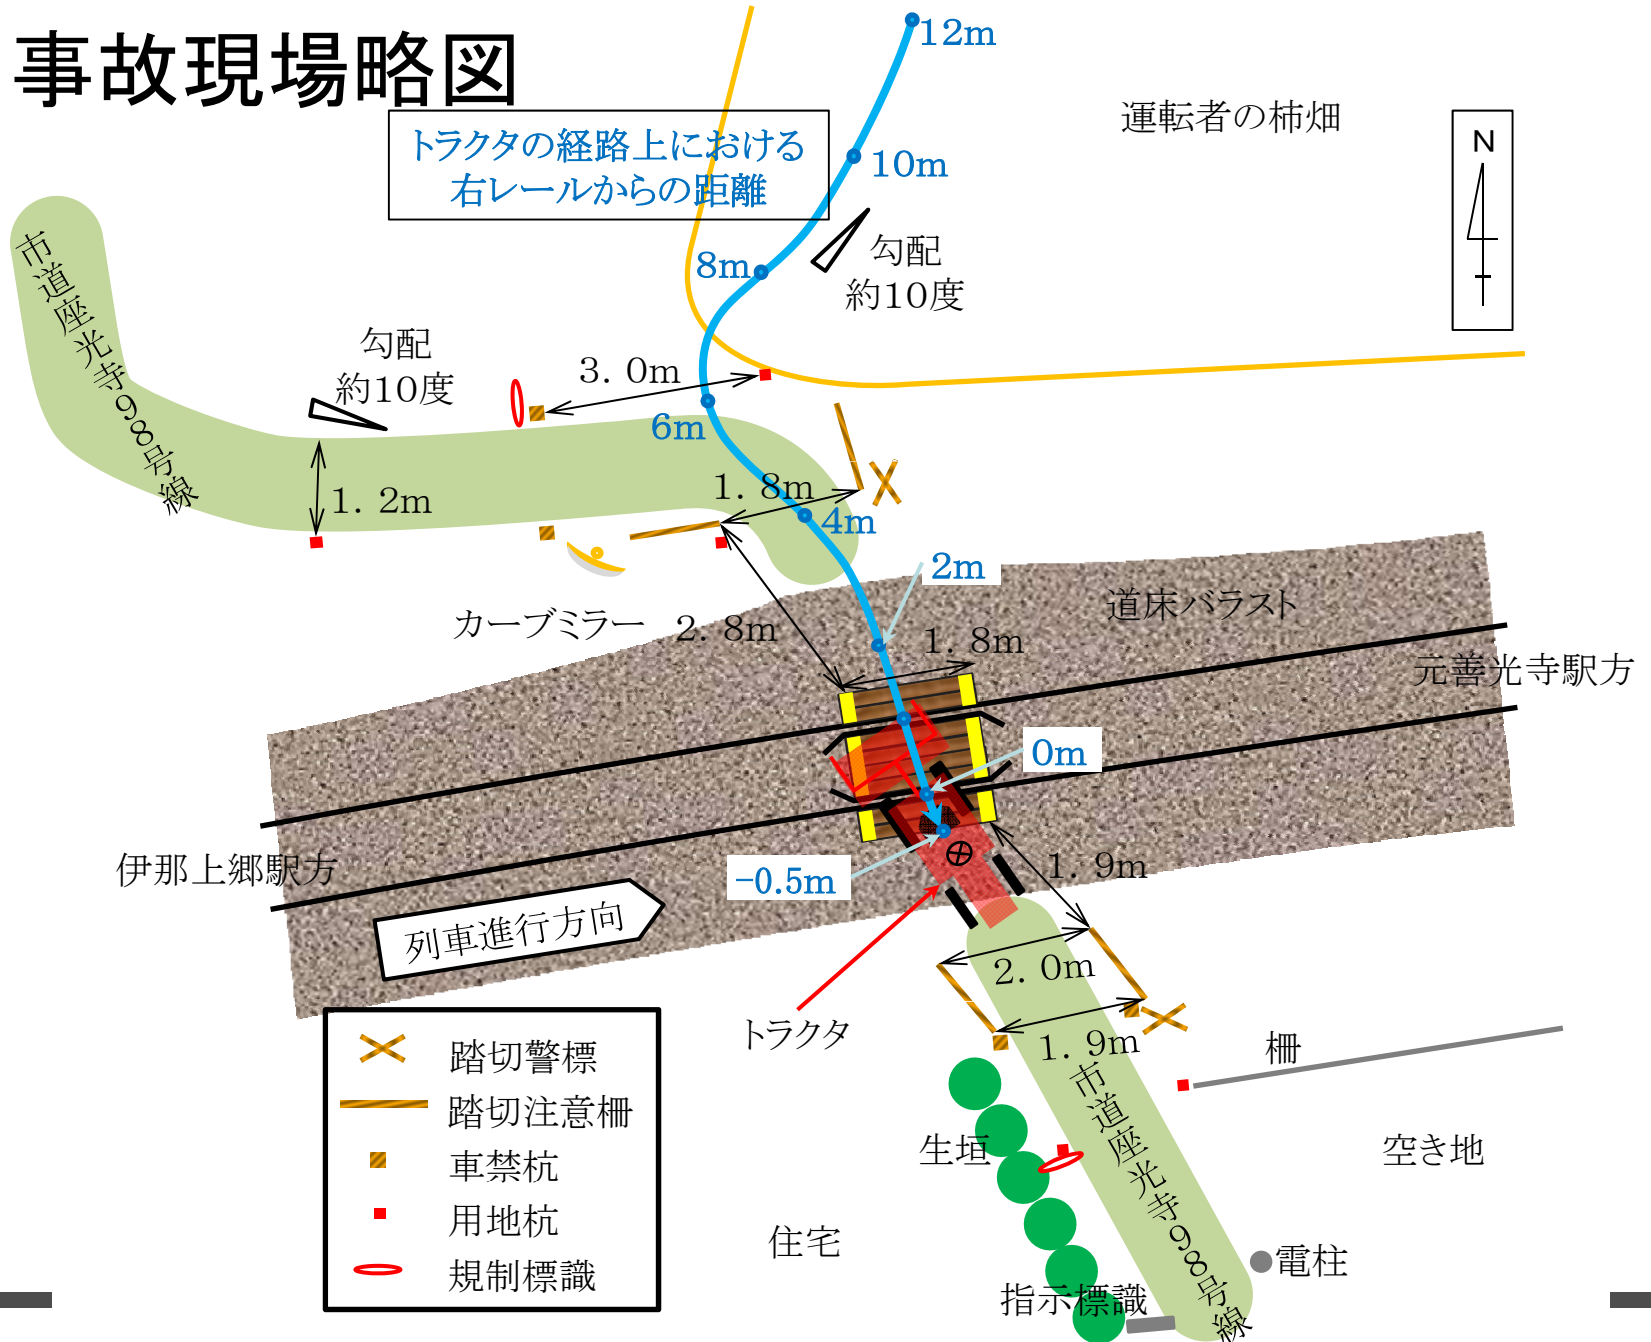 事故現場略図
12m
運転者の柿畑
N
トラクタの経路上における
右レールからの距離
10m
勾配
約10度
8m
市道座光寺98号線
勾配
約10度
3.0m
6m
1.2m
1.8m
4m
2m
道床バラスト
カーブミラー
2.8m
1.8m
元善光寺駅方
0m
伊那上郷駅方
-0.5m
1.9m
列車進行方向
2.0m
トラクタ
1.9m
柵
踏切警標
踏切注意柵
車禁杭
用地杭
規制標識
市道座光寺98号線
生垣
空き地
住宅
電柱
指示標識